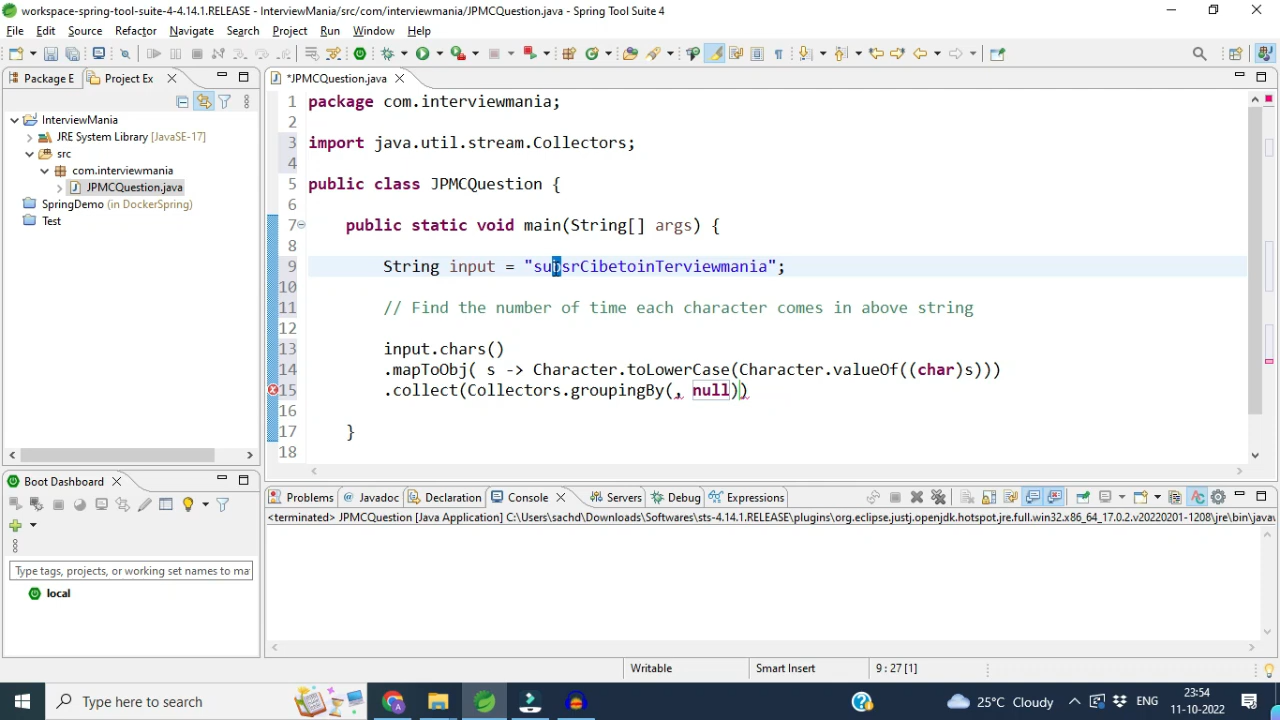 workspace-spring-tool-suite-4-4.14.1.RELEASE - InterviewMania/src/com/interviewmania/JPMCQuestion.java - Spring Tool Suite 4
File Edit Source Refactor Navigate Search Project Run Window Help
Package E Project Ex *JPMCQuestion.java
InterviewMania
JRE System Library [JavaSE-17]
src
com.interviewmania
JPMCQuestion.java
SpringDemo (in DockerSpring)
Test
1 package com.interviewmania;
2
3 import java.util.stream.Collectors;
4
5 public class JPMCQuestion {
6
7 public static void main(String[] args) {
8
9 String input = "subsrCibetoinTerviewmania";
10
11 // Find the number of time each character comes in above string
12
13 input.chars()
14 .mapToObj( s -> Character.toLowerCase(Character.valueOf((char)s)))
15 .collect(Collectors.groupingBy(, null))
16
17 }
18
Boot Dashboard
Type tags, projects, or working set names to ma
local
Problems Javadoc Declaration Console Servers Debug Expressions
<terminated> JPMCQuestion [Java Application] C:\Users\sachd\Downloads\Softwares\sts-4.14.1.RELEASE\plugins\org.eclipse.justj.openjdk.hotspot.jre.full.win32.x86_64_17.0.2.v20220201-1208\jre\bin\java
Writable Smart Insert 9 : 27 [1]
Type here to search 25°C Cloudy ENG 23:54
11-10-2022